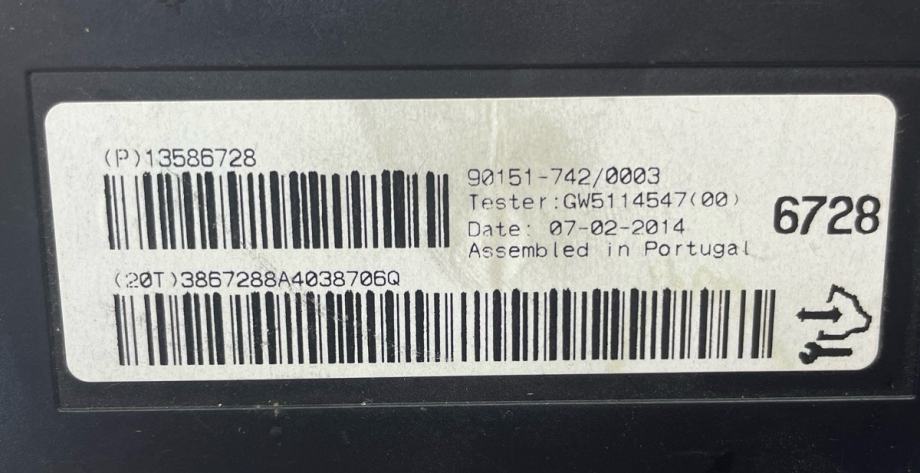 (P)13586728
90151-742/0003
Tester:GW5114547(00)
Date: 07-02-2014
Assembled in Portugal
6728
(20T)3867288A4038706Q